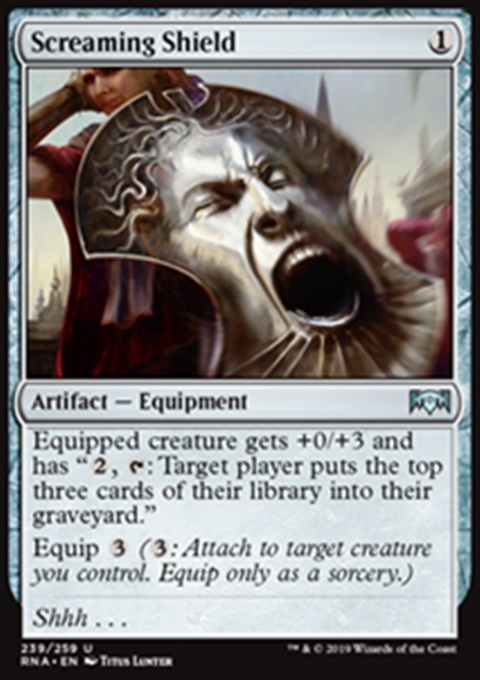 Screaming Shield 1
Artifact — Equipment
Equipped creature gets +0/+3 and
has “2, T: Target player puts the top
three cards of their library into their
graveyard.”
Equip 3 (3: Attach to target creature
you control. Equip only as a sorcery.)
Shhh . . .
239/259 U
RNA • EN Titus Lunter
™ & © 2019 Wizards of the Coast